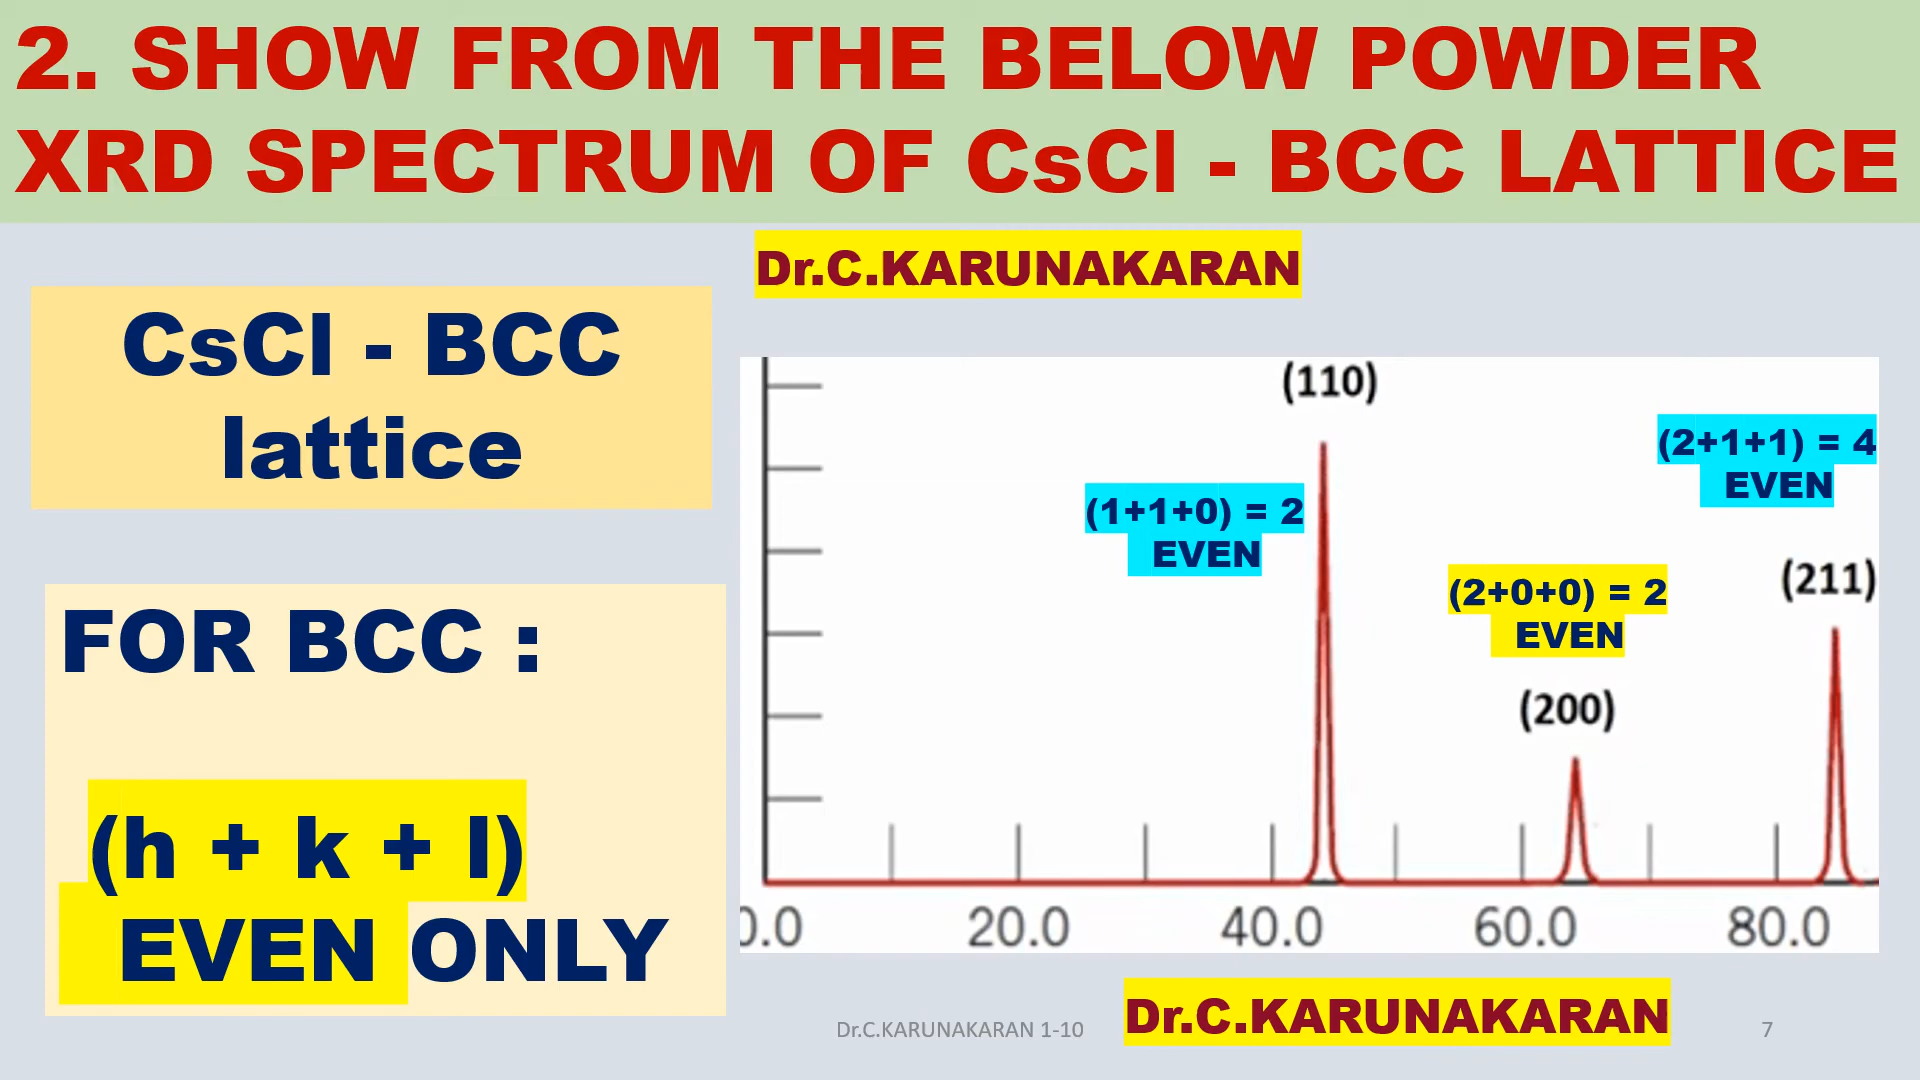 2. SHOW FROM THE BELOW POWDER
XRD SPECTRUM OF CsCl - BCC LATTICE
Dr.C.KARUNAKARAN
CsCl - BCC
lattice
FOR BCC :
(h + k + l)
EVEN ONLY
(110)
(1+1+0) = 2
EVEN
(2+0+0) = 2
EVEN
(200)
(2+1+1) = 4
EVEN
(211)
0.0 20.0 40.0 60.0 80.0
Dr.C.KARUNAKARAN 1-10
Dr.C.KARUNAKARAN
7